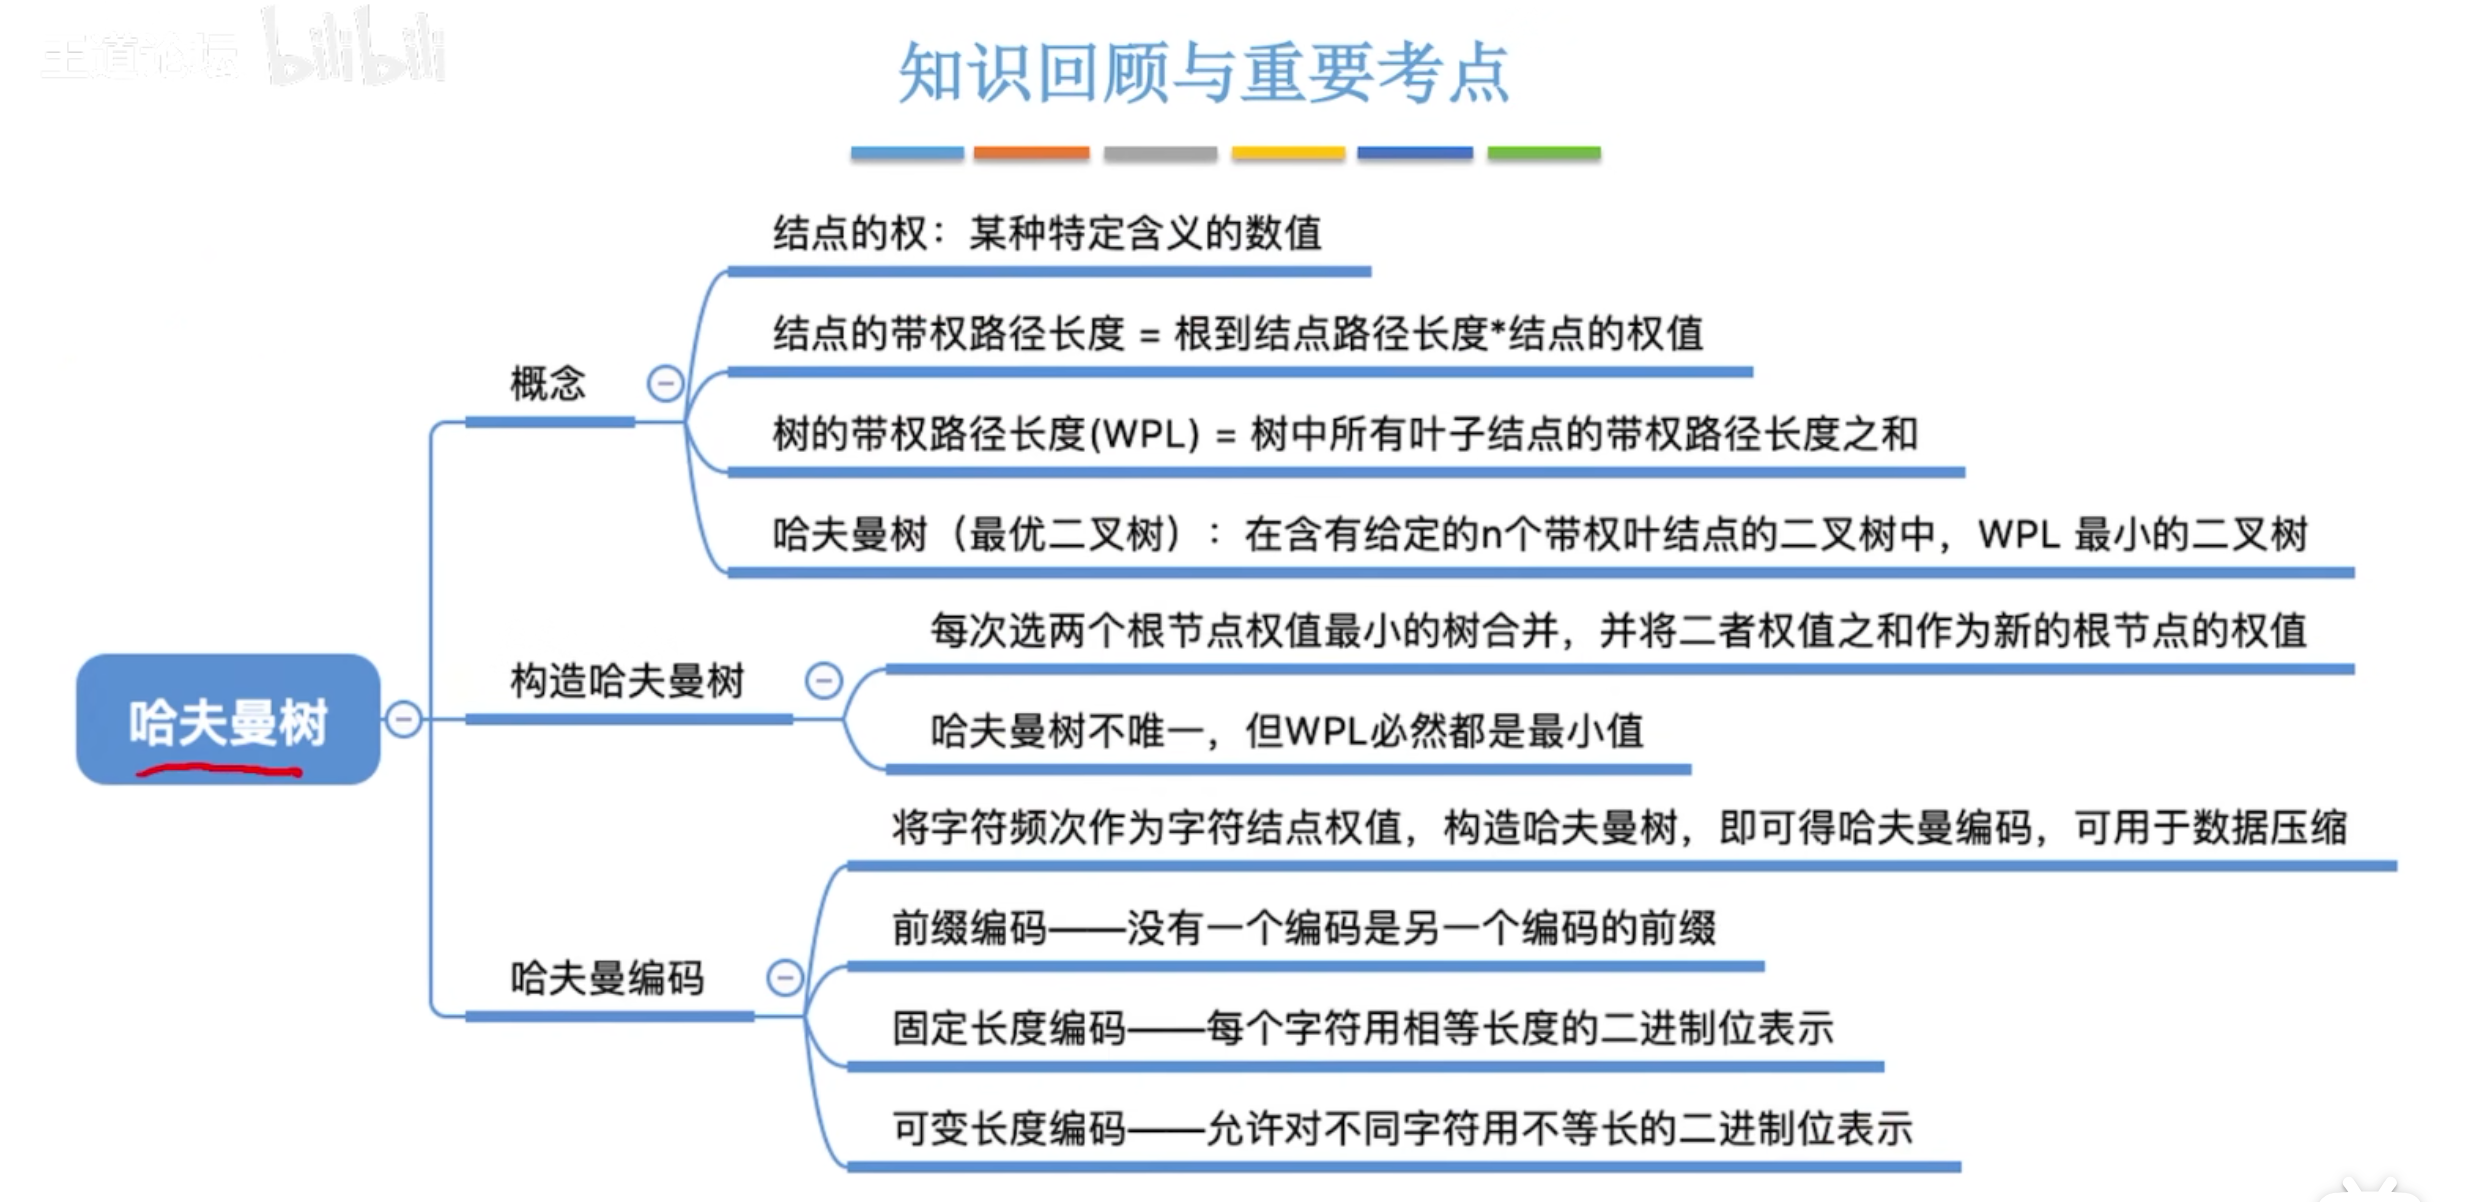 王道论坛 bilibili
知识回顾与重要考点
结点的权：某种特定含义的数值
结点的带权路径长度 = 根到结点路径长度*结点的权值
概念
树的带权路径长度(WPL) = 树中所有叶子结点的带权路径长度之和
哈夫曼树（最优二叉树）：在含有给定的n个带权叶结点的二叉树中，WPL 最小的二叉树
每次选两个根节点权值最小的树合并，并将二者权值之和作为新的根节点的权值
构造哈夫曼树
哈夫曼树
哈夫曼树不唯一，但WPL必然都是最小值
将字符频次作为字符结点权值，构造哈夫曼树，即可得哈夫曼编码，可用于数据压缩
前缀编码——没有一个编码是另一个编码的前缀
哈夫曼编码
固定长度编码——每个字符用相等长度的二进制位表示
可变长度编码——允许对不同字符用不等长的二进制位表示